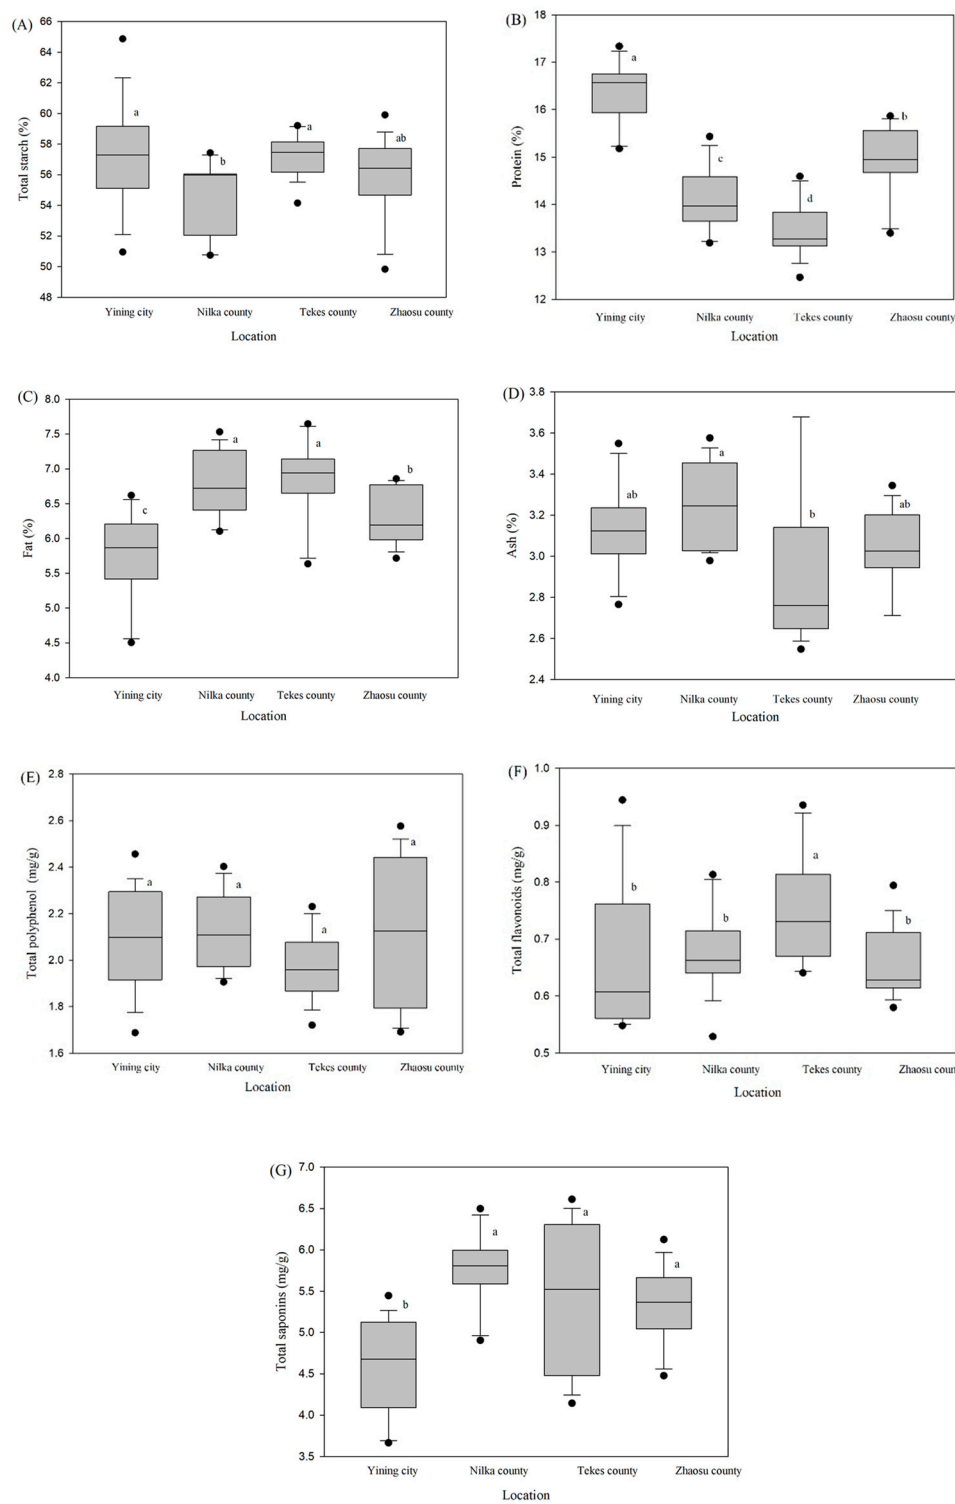 (A)
Total starch (%)
66
64
62
60
58
56
54
52
50
48
a
b
a
ab
Yining city Nilka county Tekes county Zhaosu county
Location
(B)
Protein (%)
18
17
16
15
14
13
12
a
c
d
b
Yining city Nilka county Tekes county Zhaosu county
Location
(C)
Fat (%)
8.0
7.5
7.0
6.5
6.0
5.5
5.0
4.5
4.0
c
a
a
b
Yining city Nilka county Tekes county Zhaosu county
Location
(D)
Ash (%)
3.8
3.6
3.4
3.2
3.0
2.8
2.6
2.4
ab
a
b
ab
Yining city Nilka county Tekes county Zhaosu county
Location
(E)
Total polyphenol (mg/g)
2.8
2.6
2.4
2.2
2.0
1.8
1.6
a
a
a
a
Yining city Nilka county Tekes county Zhaosu county
Location
(F)
Total flavonoids (mg/g)
1.0
0.9
0.8
0.7
0.6
0.5
b
b
a
b
Yining city Nilka county Tekes county Zhaosu coun
Location
(G)
Total saponins (mg/g)
7.0
6.5
6.0
5.5
5.0
4.5
4.0
3.5
b
a
a
a
Yining city Nilka county Tekes county Zhaosu county
Location